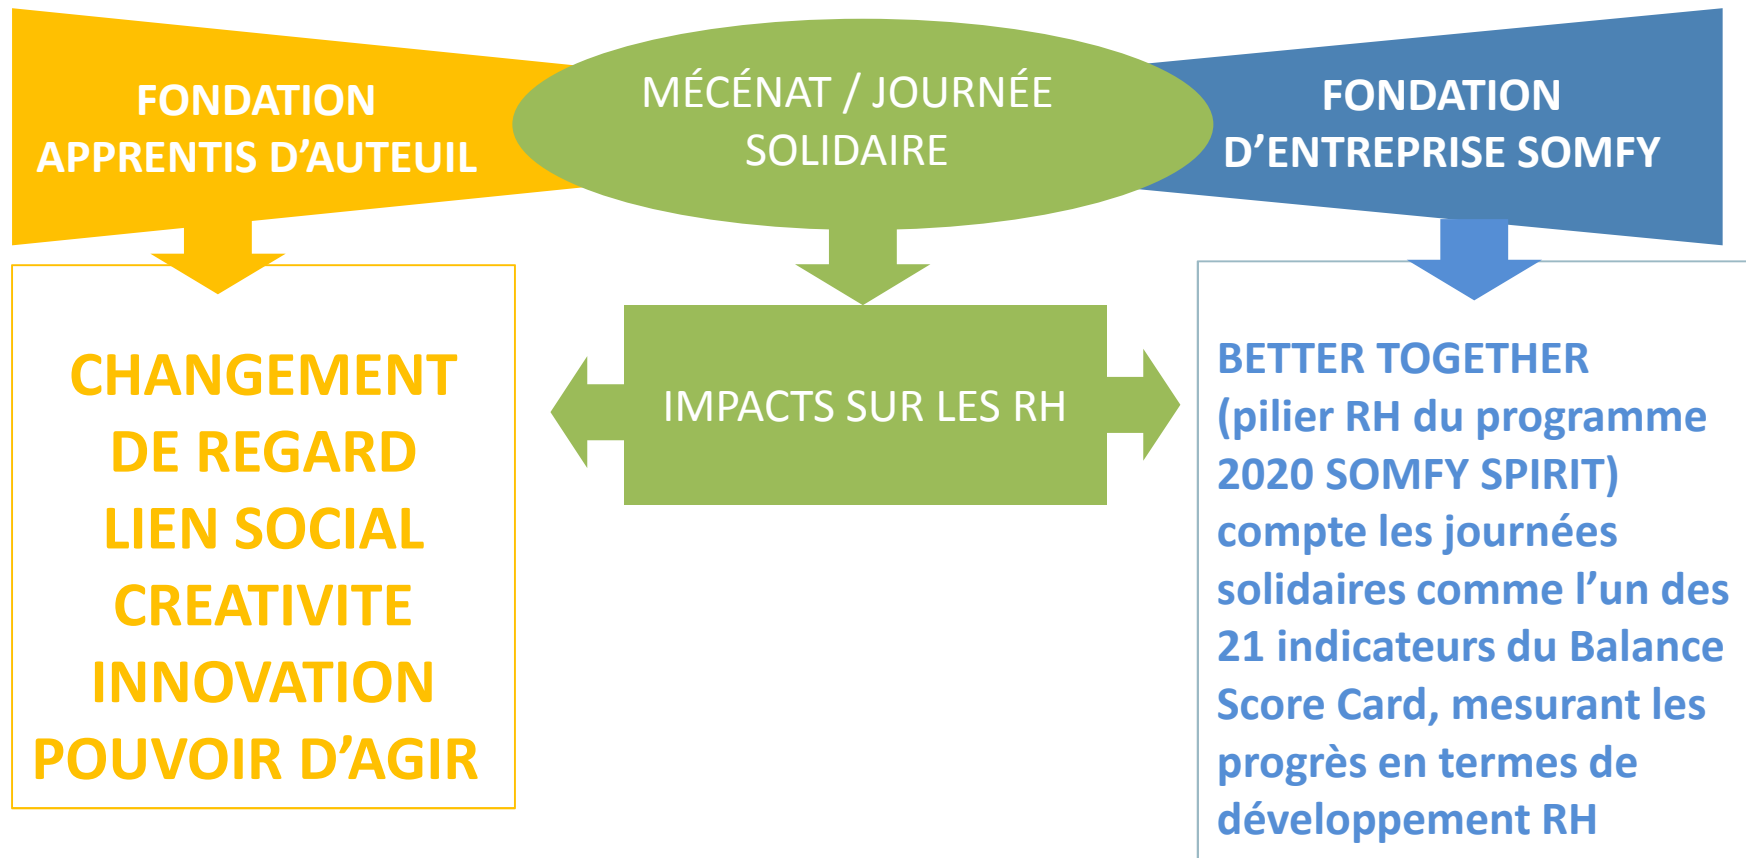 FONDATION
APPRENTIS D’AUTEUIL
MÉCÉNAT / JOURNÉE
SOLIDAIRE
FONDATION
D’ENTREPRISE SOMFY
CHANGEMENT
DE REGARD
LIEN SOCIAL
CREATIVITE
INNOVATION
POUVOIR D’AGIR
IMPACTS SUR LES RH
BETTER TOGETHER
(pilier RH du programme
2020 SOMFY SPIRIT)
compte les journées
solidaires comme l’un des
21 indicateurs du Balance
Score Card, mesurant les
progrès en termes de
développement RH